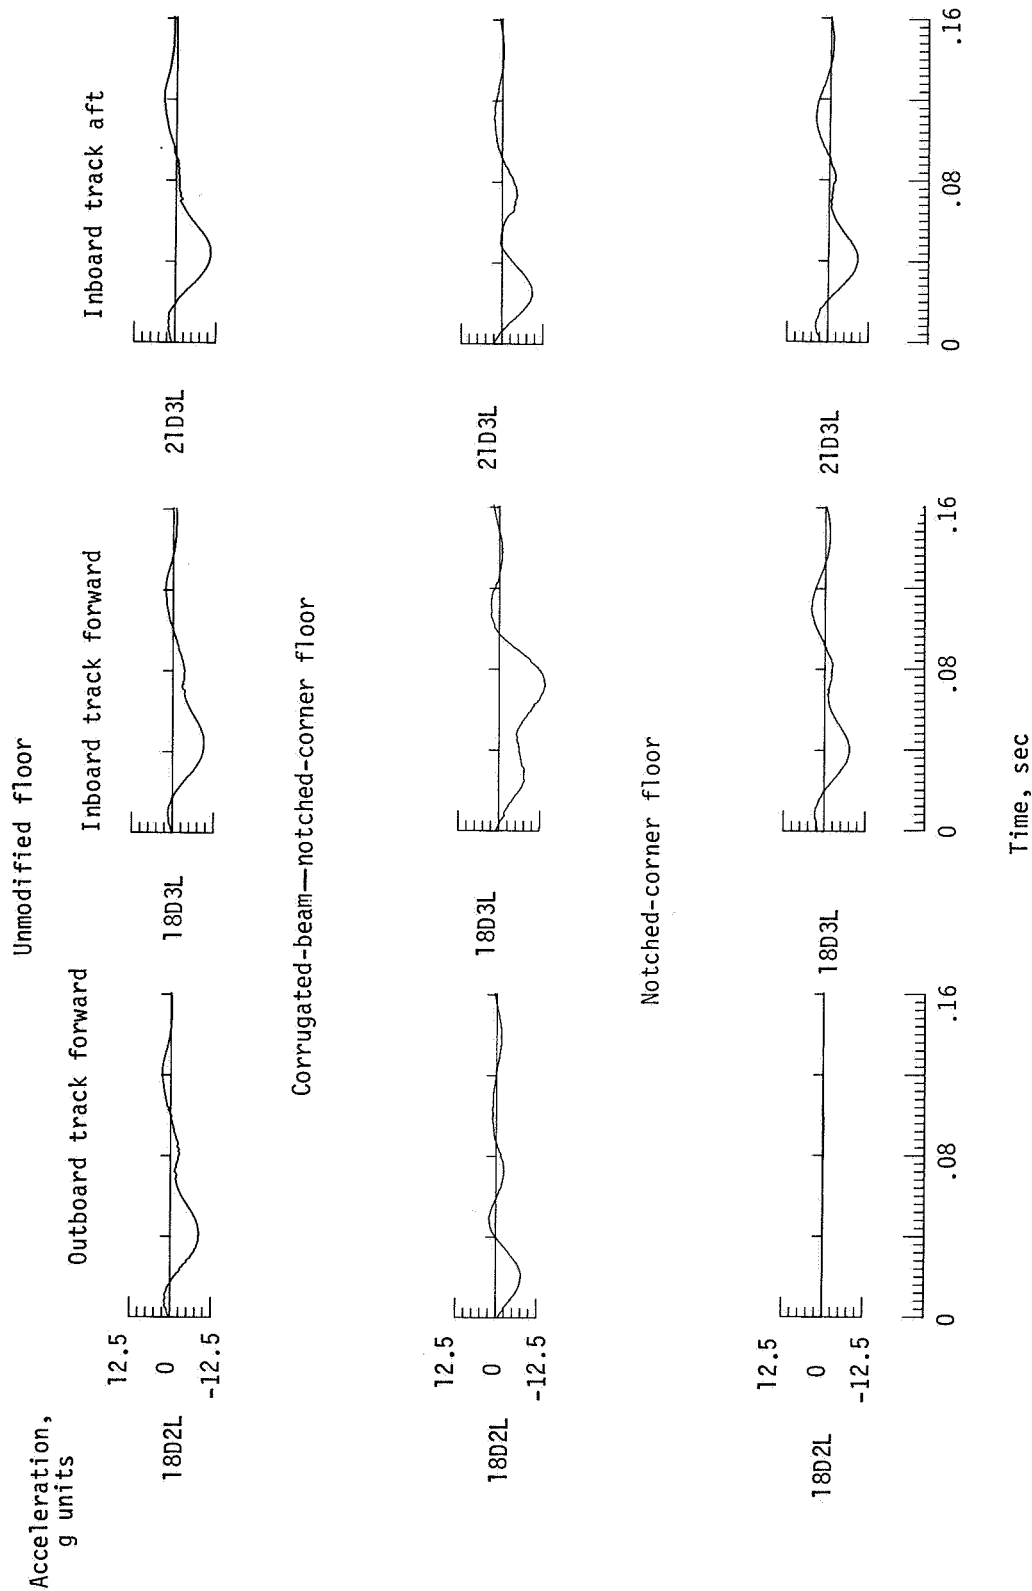 Acceleration,
g units
Unmodified floor
Outboard track forward
Inboard track forward
Inboard track aft
12.5
0
-12.5
18D2L
18D3L
21D3L
Corrugated-beam—notched-corner floor
12.5
0
-12.5
18D2L
18D3L
21D3L
Notched-corner floor
12.5
0
-12.5
18D2L
18D3L
21D3L
0 .08 .16
0 .08 .16
0 .08 .16
Time, sec